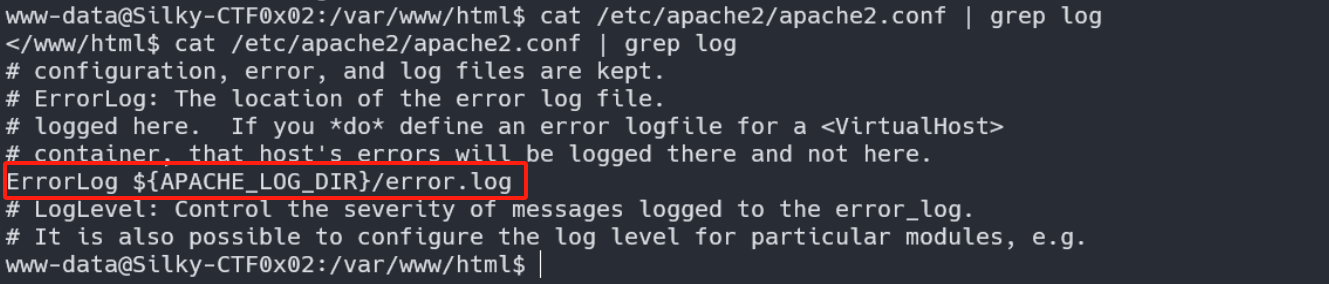 www-data@Silky-CTF0x02:/var/www/html$ cat /etc/apache2/apache2.conf | grep log
</www/html$ cat /etc/apache2/apache2.conf | grep log
# configuration, error, and log files are kept.
# ErrorLog: The location of the error log file.
# logged here.  If you *do* define an error logfile for a <VirtualHost>
# container, that host's errors will be logged there and not here.
ErrorLog ${APACHE_LOG_DIR}/error.log
# LogLevel: Control the severity of messages logged to the error_log.
# It is also possible to configure the log level for particular modules, e.g.
www-data@Silky-CTF0x02:/var/www/html$